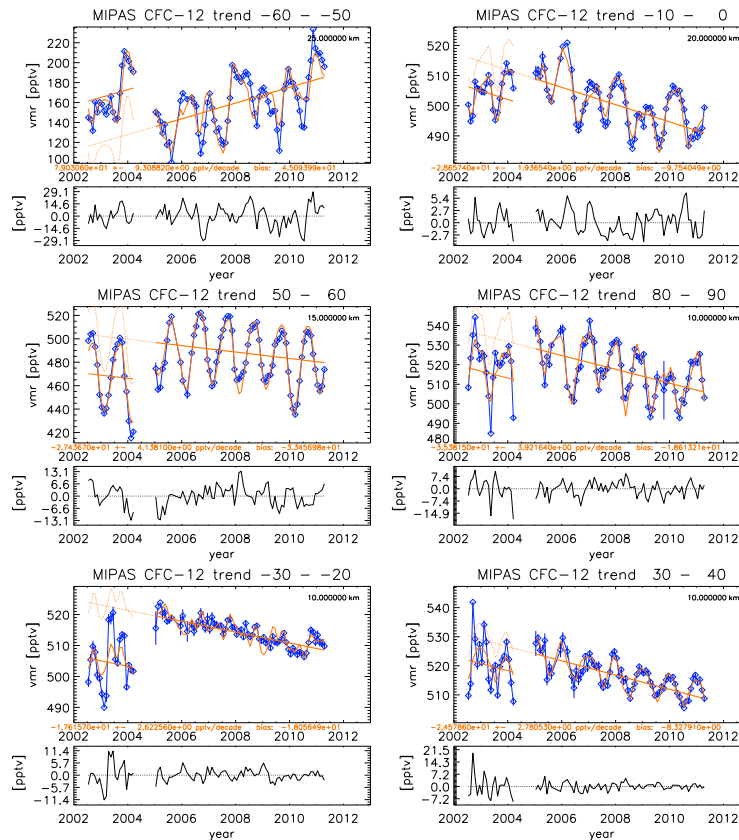 MIPAS CFC-12 trend -60 - -50
25.000000 km
vmr [pptv]
220
200
180
160
140
120
100
7.903060e+01 +- 9.308820e+00 pptv/decade bias: 4.509399e+01
2002 2004 2006 2008 2010 2012
[pptv]
29.1
14.6
0.0
-14.6
-29.1
2002 2004 2006 2008 2010 2012
year
MIPAS CFC-12 trend -10 - 0
20.000000 km
vmr [pptv]
520
510
500
490
-2.865740e+01 +- 1.936540e+00 pptv/decade bias: -9.754049e+00
2002 2004 2006 2008 2010 2012
[pptv]
5.4
2.7
0.0
-2.7
2002 2004 2006 2008 2010 2012
year
MIPAS CFC-12 trend 50 - 60
15.000000 km
vmr [pptv]
520
500
480
460
440
420
-2.743670e+01 +- 4.138100e+00 pptv/decade bias: -3.345698e+01
2002 2004 2006 2008 2010 2012
[pptv]
13.1
6.6
0.0
-6.6
-13.1
2002 2004 2006 2008 2010 2012
year
MIPAS CFC-12 trend 80 - 90
10.000000 km
vmr [pptv]
540
530
520
510
500
490
480
-3.538150e+01 +- 3.921640e+00 pptv/decade bias: -1.861321e+01
2002 2004 2006 2008 2010 2012
[pptv]
7.4
0.0
-7.4
-14.9
2002 2004 2006 2008 2010 2012
year
MIPAS CFC-12 trend -30 - -20
10.000000 km
vmr [pptv]
520
510
500
490
-1.761570e+01 +- 2.622560e+00 pptv/decade bias: -1.805649e+01
2002 2004 2006 2008 2010 2012
[pptv]
11.4
5.7
0.0
-5.7
-11.4
2002 2004 2006 2008 2010 2012
year
MIPAS CFC-12 trend 30 - 40
10.000000 km
vmr [pptv]
540
530
520
510
-2.457860e+01 +- 2.780530e+00 pptv/decade bias: -8.327910e+01
2002 2004 2006 2008 2010 2012
[pptv]
21.5
14.3
7.2
0.0
-7.2
2002 2004 2006 2008 2010 2012
year